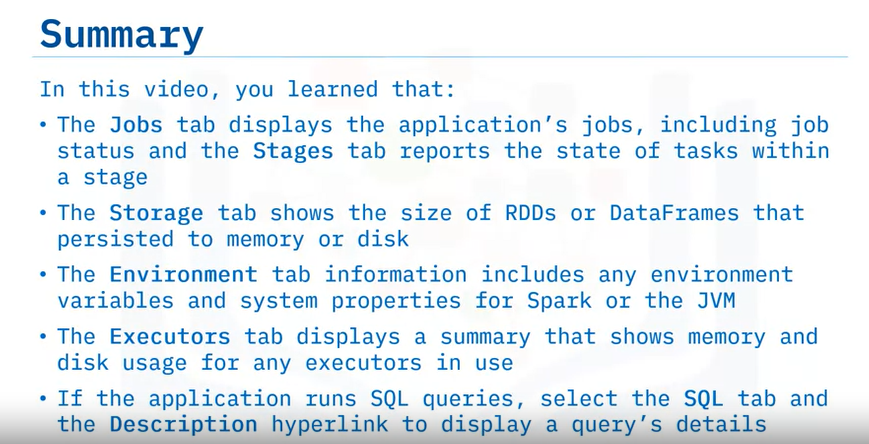 Summary
In this video, you learned that:
• The Jobs tab displays the application’s jobs, including job
status and the Stages tab reports the state of tasks within
a stage
• The Storage tab shows the size of RDDs or DataFrames that
persisted to memory or disk
• The Environment tab information includes any environment
variables and system properties for Spark or the JVM
• The Executors tab displays a summary that shows memory and
disk usage for any executors in use
• If the application runs SQL queries, select the SQL tab and
the Description hyperlink to display a query’s details